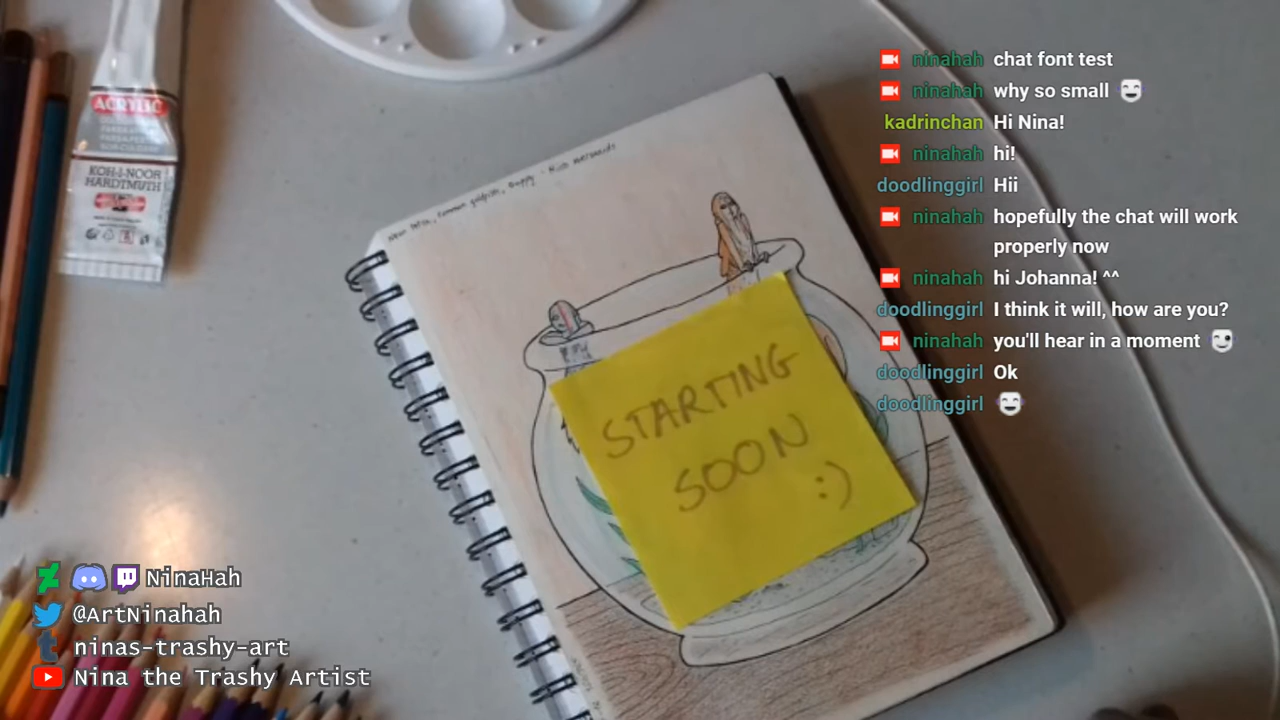 ninahah chat font test
ninahah why so small
kadrinchan Hi Nina!
ninahah hi!
doodlinggirl Hii
ninahah hopefully the chat will work
properly now
ninahah hi Johanna! ^^
doodlinggirl I think it will, how are you?
ninahah you'll hear in a moment
doodlinggirl Ok
doodlinggirl
ACRYLIC
KOH-I-NOOR
HARDTMUTH
STARTING
SOON
:)
NinaHah
@ArtNinahah
ninas-trashy-art
Nina the Trashy Artist